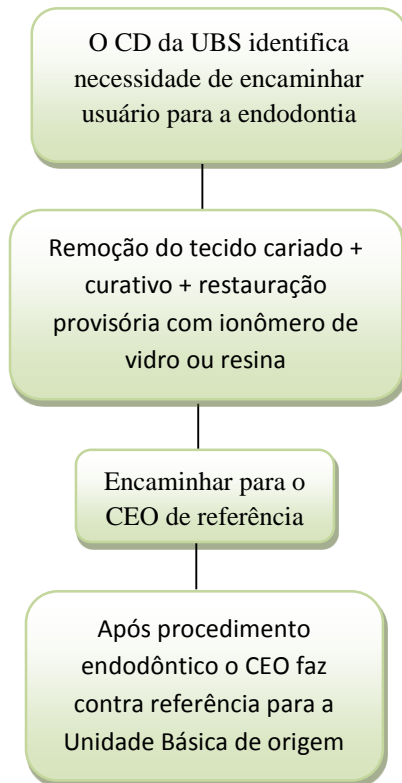 O CD da UBS identifica
necessidade de encaminhar
usuário para a endodontia
Remoção do tecido cariado +
curativo + restauração
provisória com ionômero de
vidro ou resina
Encaminhar para o
CEO de referência
Após procedimento
endodôntico o CEO faz
contra referência para a
Unidade Básica de origem